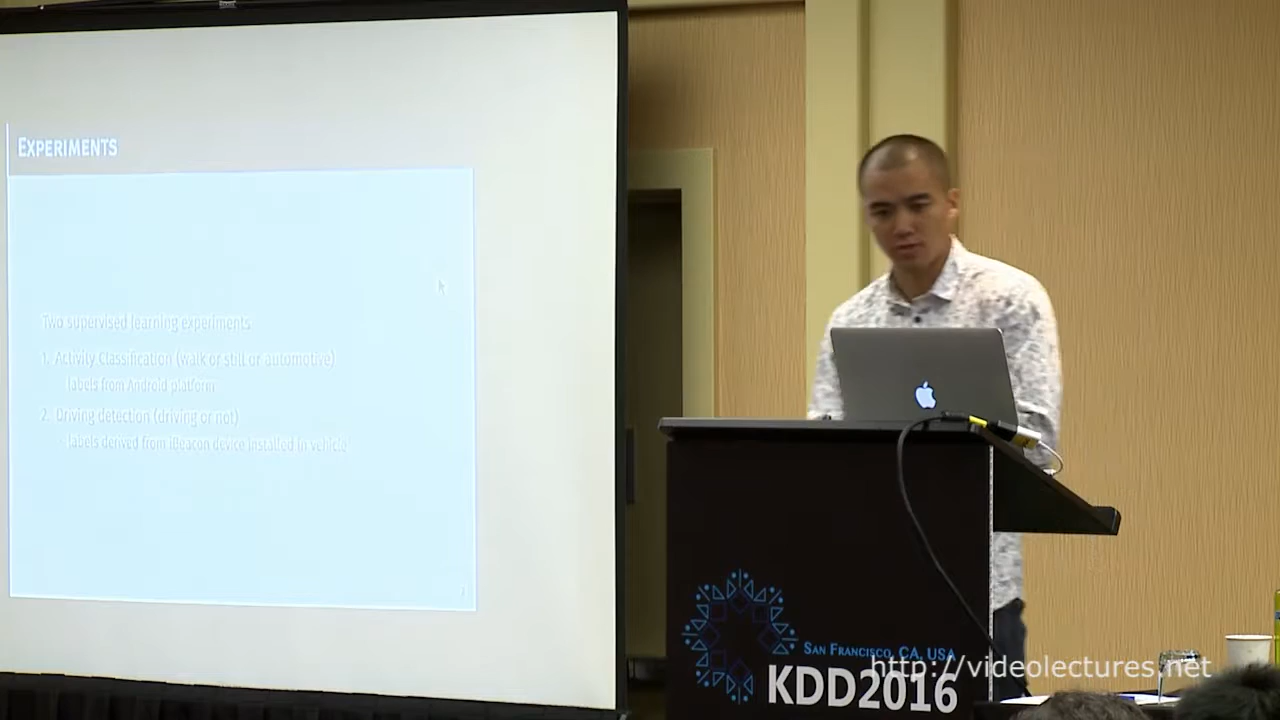 EXPERIMENTS
Two supervised learning experiments
1. Activity Classification (walk or still or automotive)
labels from Android platform
2. Driving detection (driving or not)
labels derived from iBeacon device installed in vehicle
SAN FRANCISCO, CA, USA
http://videolectures.net
KDD2016